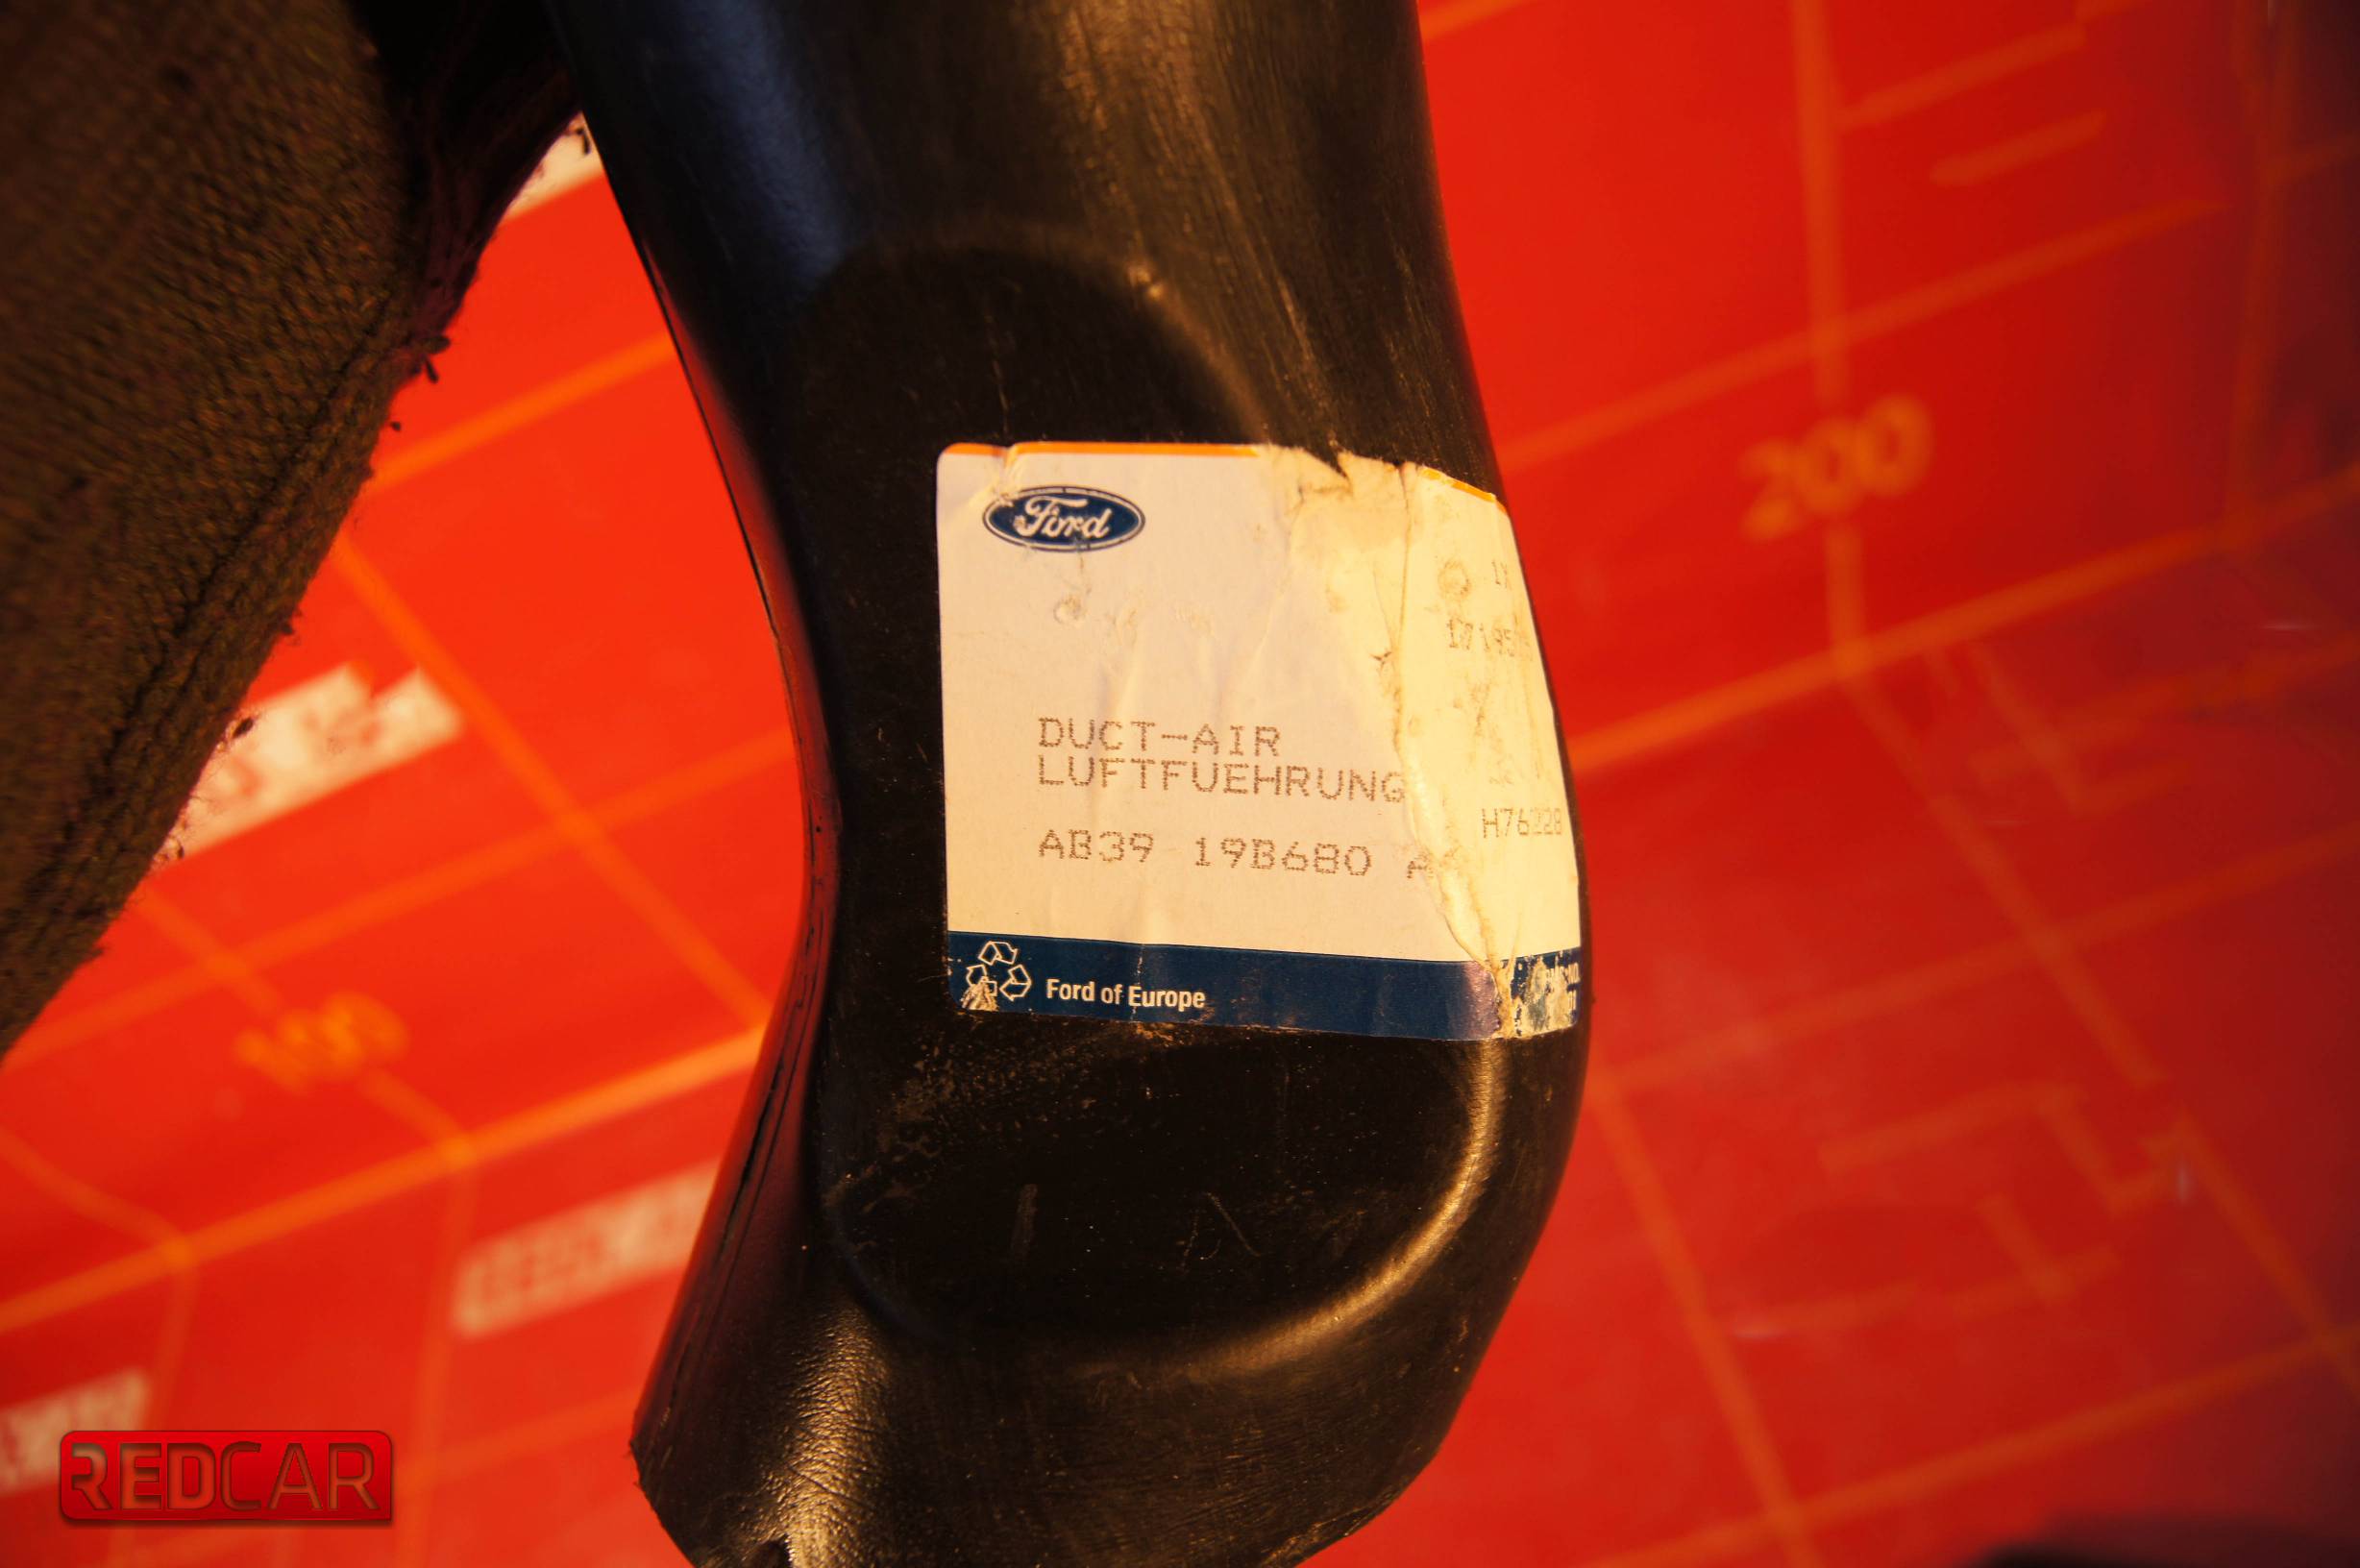 Ford
1X
DUCT-AIR
LUFTFUEHRUNG
H76228
AB39 19B680
Ford of Europe
200
REDCAR